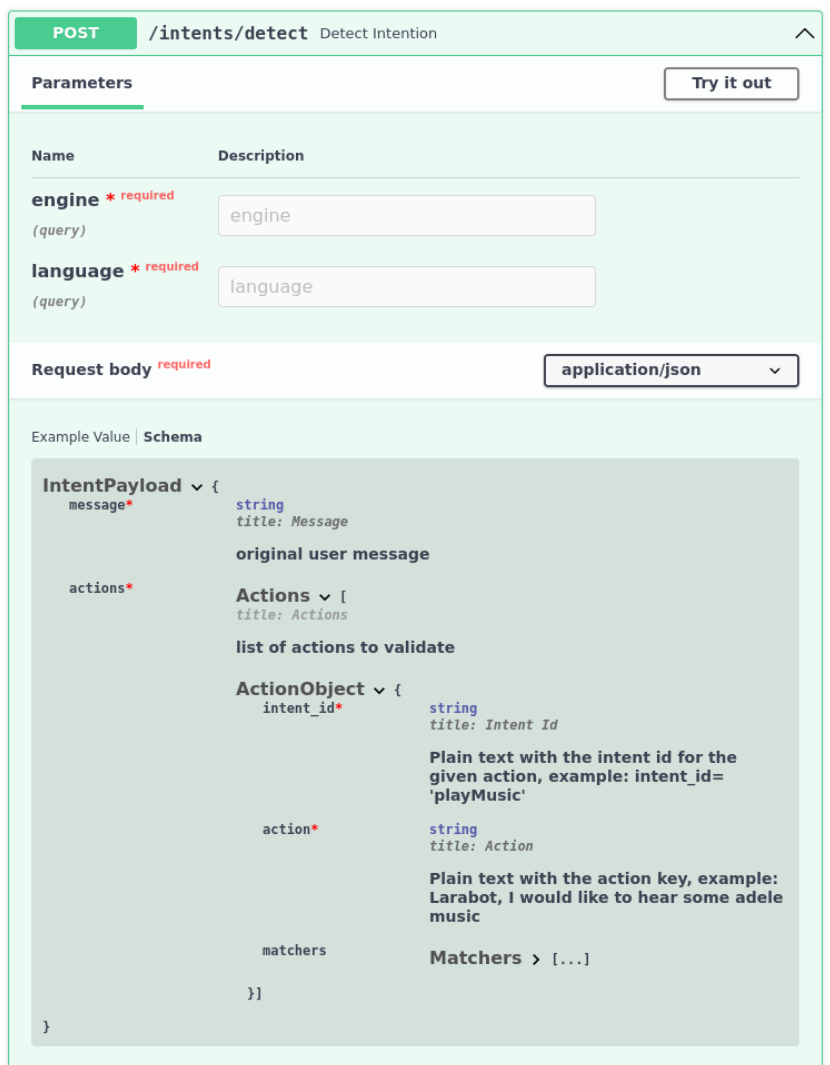 POST /intents/detect Detect Intention
Parameters Try it out
Name Description
engine * required
(query)
engine
language * required
(query)
language
Request body required application/json
Example Value Schema
IntentPayload {
message* string
title: Message
original user message
actions* Actions [
title: Actions
list of actions to validate
ActionObject {
intent_id* string
title: Intent Id
Plain text with the intent id for the
given action, example: intent_id=
'playMusic'
action* string
title: Action
Plain text with the action key, example:
Larabot, I would like to hear some adele
music
matchers Matchers [...]
}]
}